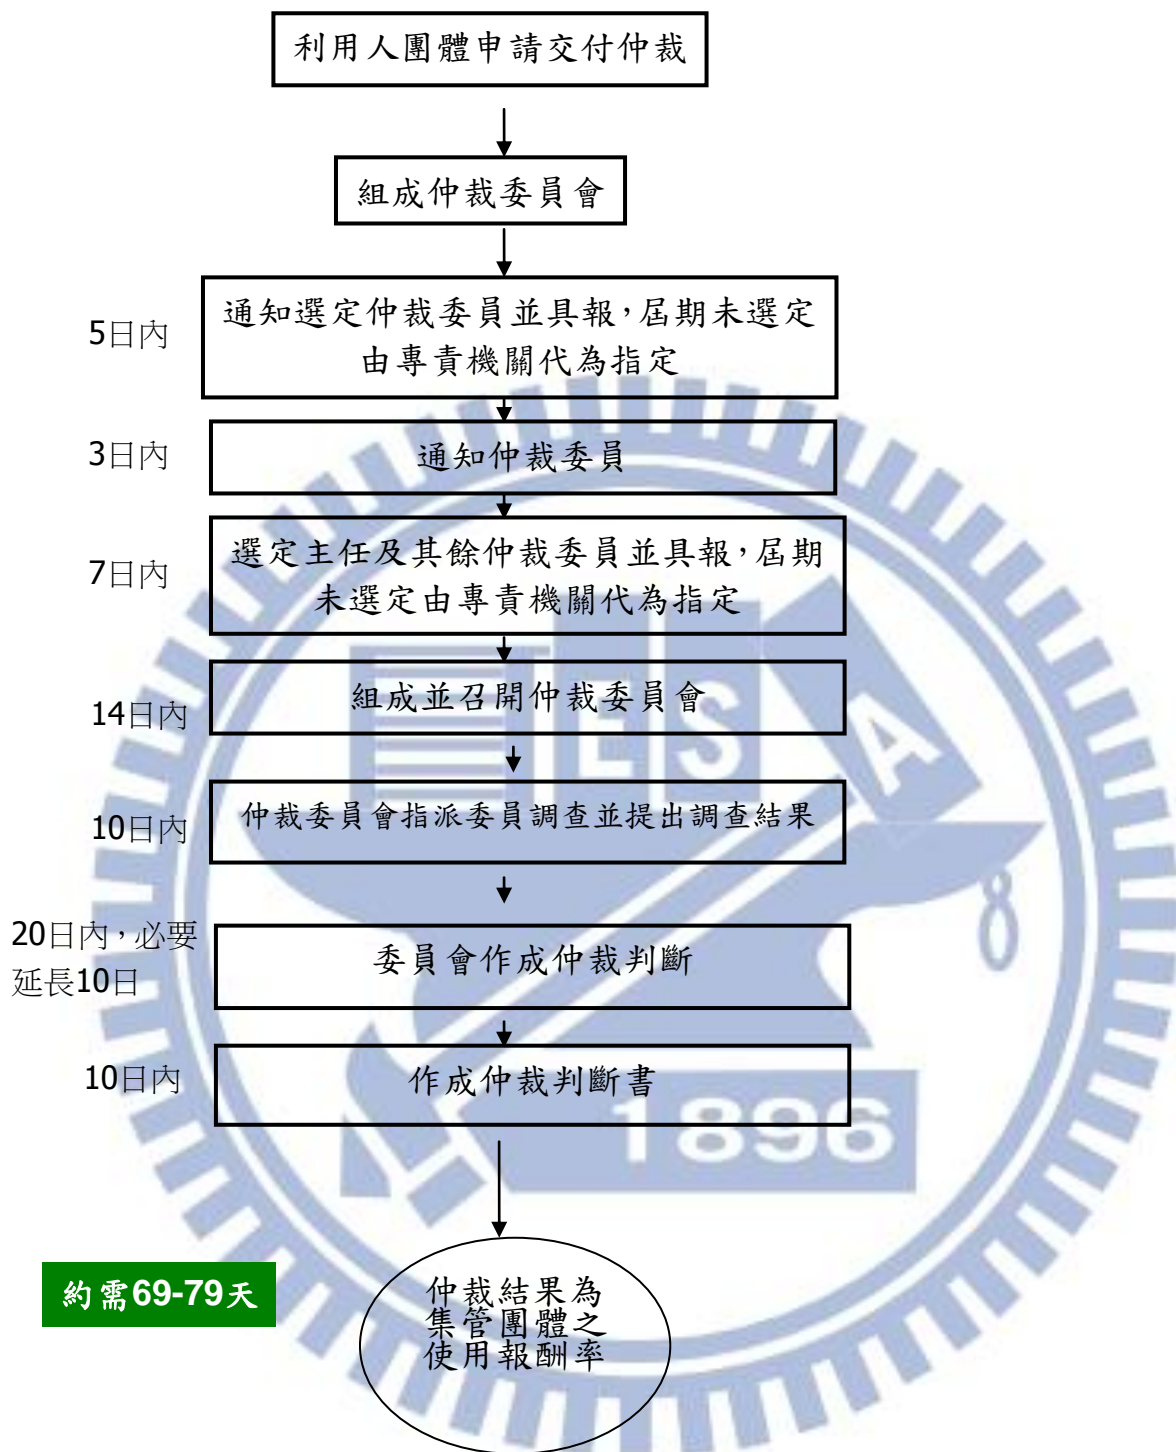 利用人團體申請交付仲裁
組成仲裁委員會
5日內
通知選定仲裁委員並具報，屆期未選定
由專責機關代為指定
3日內
通知仲裁委員
7日內
選定主任及其餘仲裁委員並具報，屆期
未選定由專責機關代為指定
14日內
組成並召開仲裁委員會
10日內
仲裁委員會指派委員調查並提出調查結果
20日內，必要
延長10日
委員會作成仲裁判斷
10日內
作成仲裁判斷書
約需69-79天
仲裁結果為
集管團體之
使用報酬率
E S A
1896